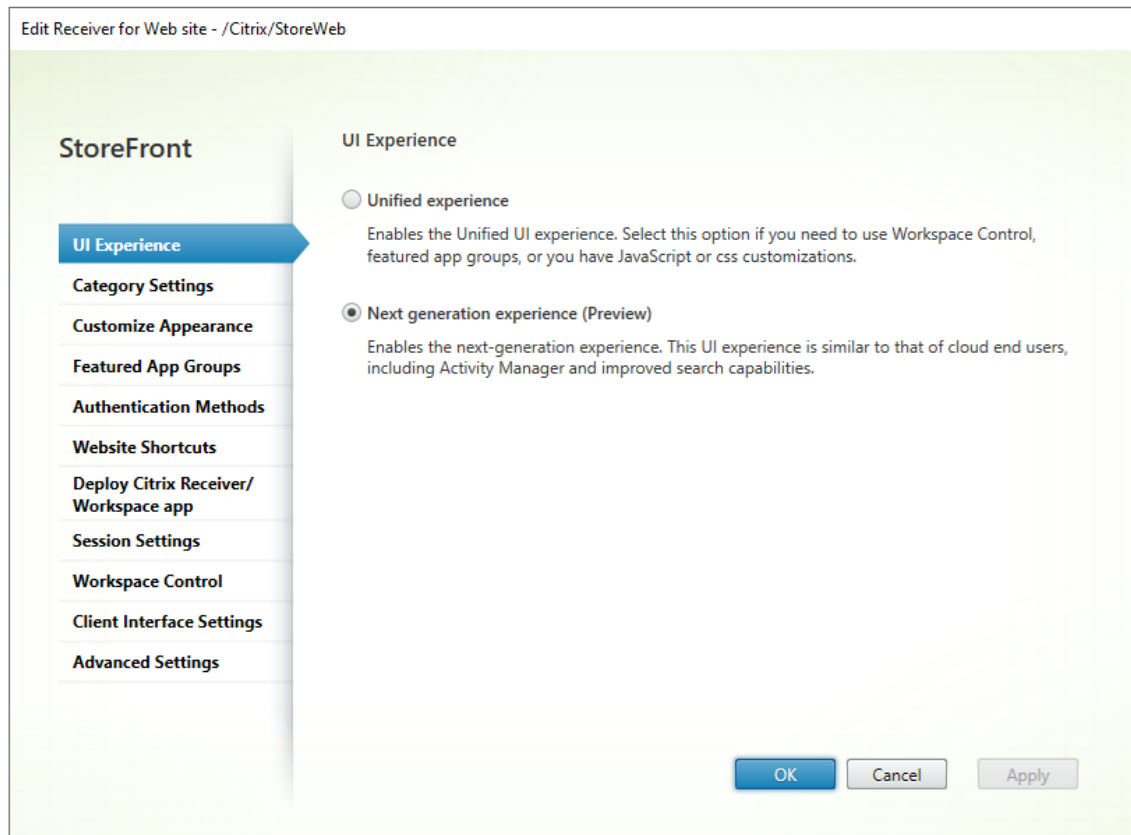 Edit Receiver for Web site - /Citrix/StoreWeb
StoreFront
UI Experience
Category Settings
Customize Appearance
Featured App Groups
Authentication Methods
Website Shortcuts
Deploy Citrix Receiver/
Workspace app
Session Settings
Workspace Control
Client Interface Settings
Advanced Settings
UI Experience
Unified experience
Enables the Unified UI experience. Select this option if you need to use Workspace Control,
featured app groups, or you have JavaScript or css customizations.
Next generation experience (Preview)
Enables the next-generation experience. This UI experience is similar to that of cloud end users,
including Activity Manager and improved search capabilities.
OK
Cancel
Apply